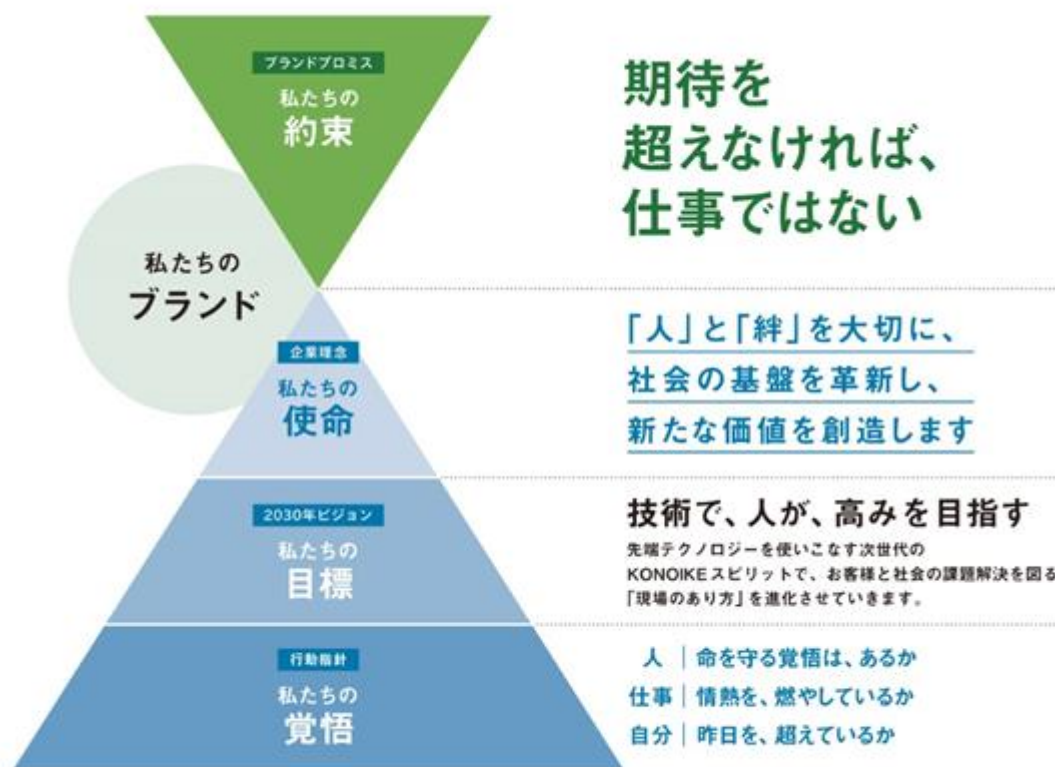 ブランドプロミス
私たちの
約束
期待を
超えなければ、
仕事ではない
私たちの
ブランド
企業理念
私たちの
使命
「人」と「絆」を大切に、
社会の基盤を革新し、
新たな価値を創造します
2030年ビジョン
私たちの
目標
技術で、人が、高みを目指す
先端テクノロジーを使いこなす次世代の
KONOIKEスピリットで、お客様と社会の課題解決を図る
「現場のあり方」を進化させていきます。
行動指針
私たちの
覚悟
人｜命を守る覚悟は、あるか
仕事｜情熱を、燃やしているか
自分｜昨日を、超えているか